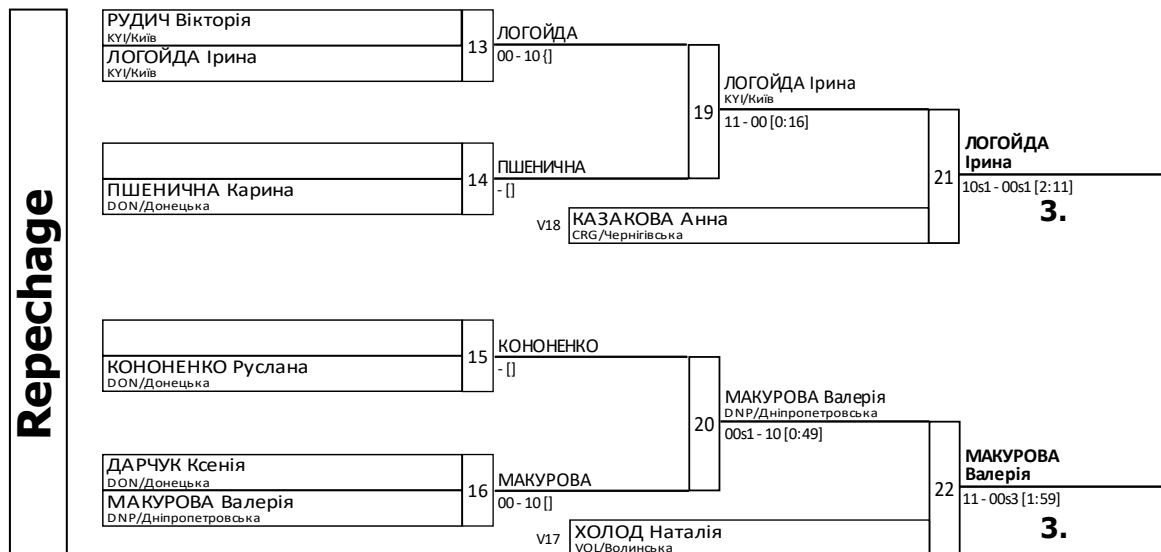 Repechage
РУДИЧ Вікторія
KYI/Київ
ЛОГОЙДА Ірина
KYI/Київ
13
ЛОГОЙДА
00 - 10 {]
ПШЕНИЧНА Карина
DON/Донецька
14
ПШЕНИЧНА
- []
19
ЛОГОЙДА Ірина
KYI/Київ
11 - 00 [0:16]
V18
КАЗАКОВА Анна
CRG/Чернігівська
21
ЛОГОЙДА
Ірина
10s1 - 00s1 [2:11]
3.
КОНОНЕНКО Руслана
DON/Донецька
15
КОНОНЕНКО
- []
ДАРЧУК Ксенія
DON/Донецька
МАКУРОВА Валерія
DNP/Дніпропетровська
16
МАКУРОВА
00 - 10 []
20
МАКУРОВА Валерія
DNP/Дніпропетровська
00s1 - 10 [0:49]
V17
ХОЛОД Наталія
VOL/Волинська
22
МАКУРОВА
Валерія
11 - 00s3 [1:59]
3.